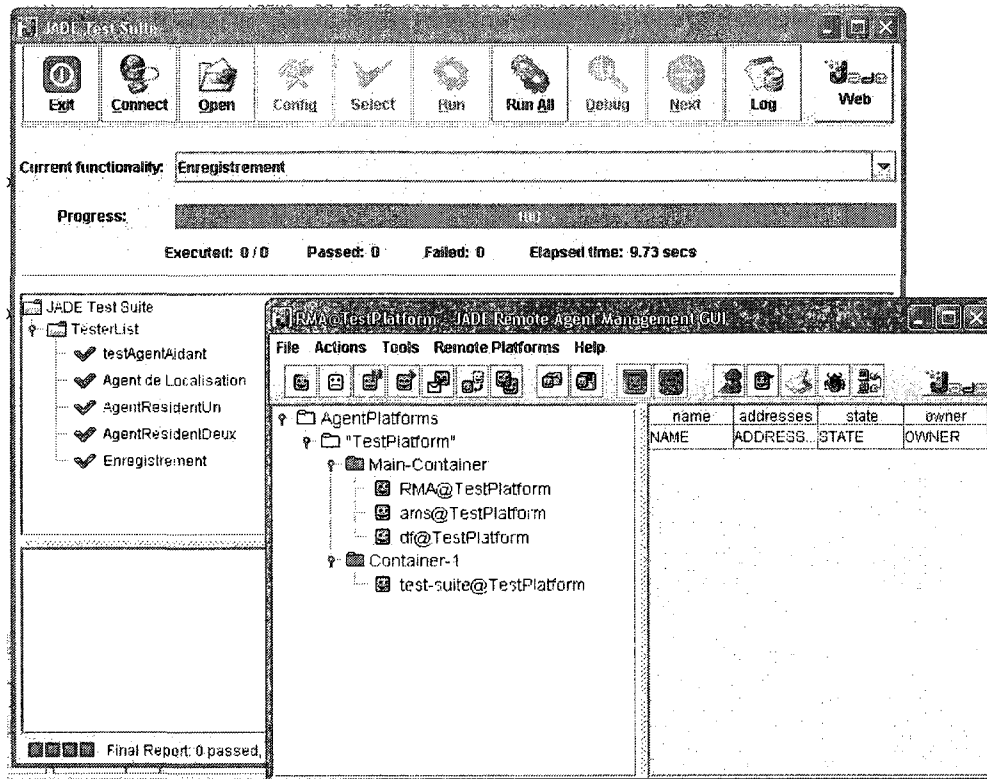 JADE Test Suite
Exit Connect Open Config Select Run Run All Debug Next Log Jade Web
Current functionality: Enregistrement
Progress: 100
Executed: 0 / 0 Passed: 0 Failed: 0 Elapsed time: 9.73 secs
JADE Test Suite
TesterList
testAgentAidant
Agent de Localisation
AgentResidentUn
AgentResidentDeux
Enregistrement
Final Report: 0 passed,
RMA@TestPlatform - JADE Remote Agent Management GUI
File Actions Tools Remote Platforms Help
Jade
AgentPlatforms
"TestPlatform"
Main-Container
RMA@TestPlatform
ams@TestPlatform
df@TestPlatform
Container-1
test-suite@TestPlatform
name addresses state owner
NAME ADDRESS... STATE OWNER